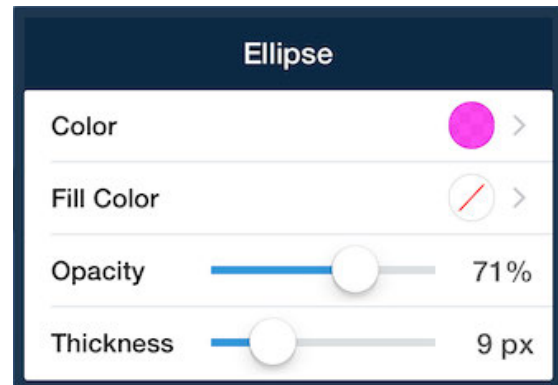 Ellipse
Color
Fill Color
Opacity 71%
Thickness 9 px